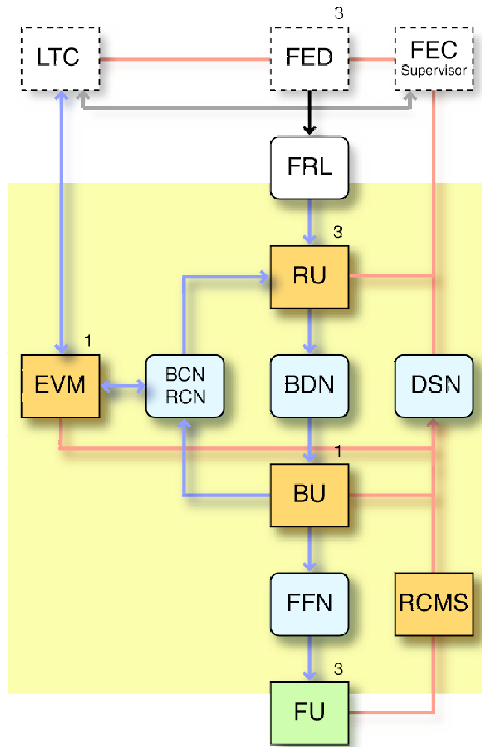 3
LTC
FED
FEC
Supervisor
FRL
3
RU
1
EVM
BCN
RCN
BDN
DSN
1
BU
FFN
RCMS
3
FU